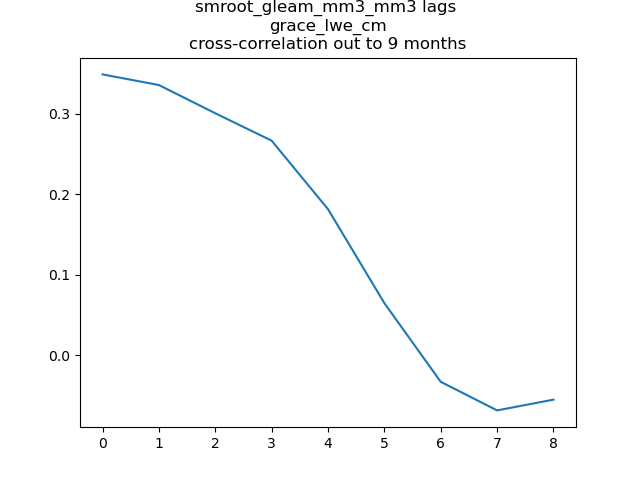 smroot_gleam_mm3_mm3 lags
grace_lwe_cm
cross-correlation out to 9 months
0.3
0.2
0.1
0.0
0 1 2 3 4 5 6 7 8